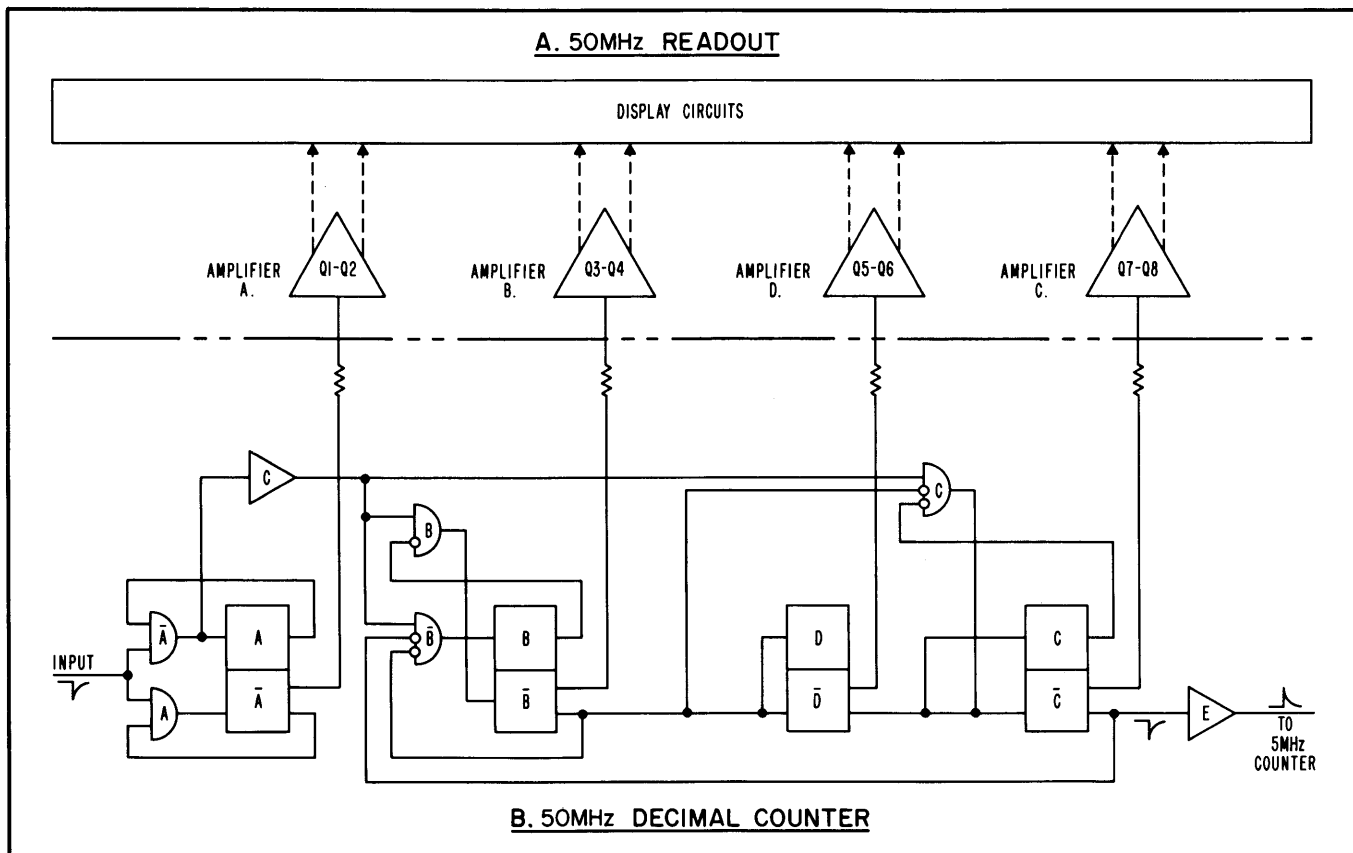 A. 50MHz READOUT
DISPLAY CIRCUITS
AMPLIFIER A.
Q1-Q2
AMPLIFIER B.
Q3-Q4
AMPLIFIER D.
Q5-Q6
AMPLIFIER C.
Q7-Q8
C
C
B
A̅
A
B̅
B
D
C
INPUT
A
A̅
B̅
D̅
C̅
E
TO
5MHz
COUNTER
B. 50MHz DECIMAL COUNTER